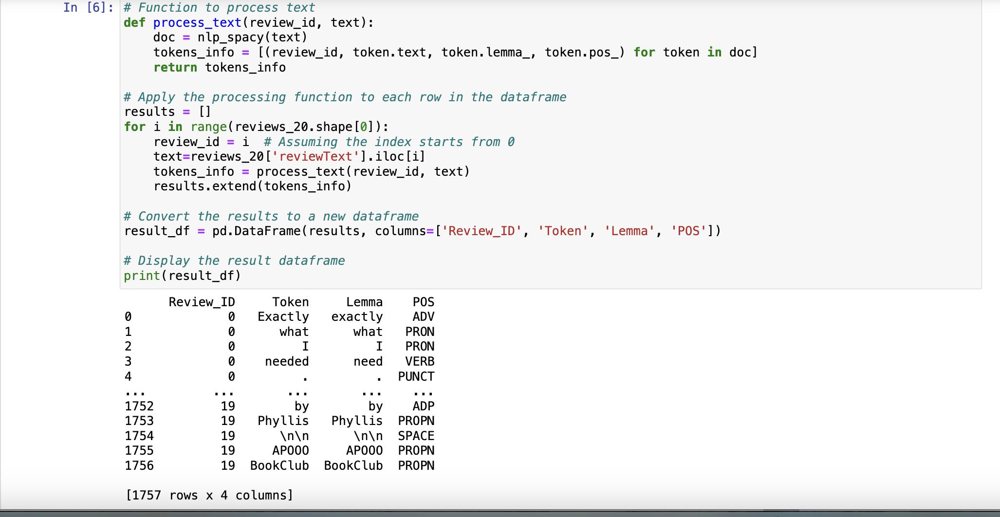 In [6]: # Function to process text
def process_text(review_id, text):
    doc = nlp_spacy(text)
    tokens_info = [(review_id, token.text, token.lemma_, token.pos_) for token in doc]
    return tokens_info

# Apply the processing function to each row in the dataframe
results = []
for i in range(reviews_20.shape[0]):
    review_id = i  # Assuming the index starts from 0
    text=reviews_20['reviewText'].iloc[i]
    tokens_info = process_text(review_id, text)
    results.extend(tokens_info)

# Convert the results to a new dataframe
result_df = pd.DataFrame(results, columns=['Review_ID', 'Token', 'Lemma', 'POS'])

# Display the result dataframe
print(result_df)

      Review_ID     Token     Lemma    POS
0             0   Exactly   exactly    ADV
1             0      what      what   PRON
2             0         I         I   PRON
3             0    needed      need   VERB
4             0         .         .  PUNCT
...         ...       ...       ...    ...
1752         19        by        by    ADP
1753         19   Phyllis   Phyllis  PROPN
1754         19      \n\n      \n\n  SPACE
1755         19     APOOO     APOOO  PROPN
1756         19  BookClub  BookClub  PROPN

[1757 rows x 4 columns]